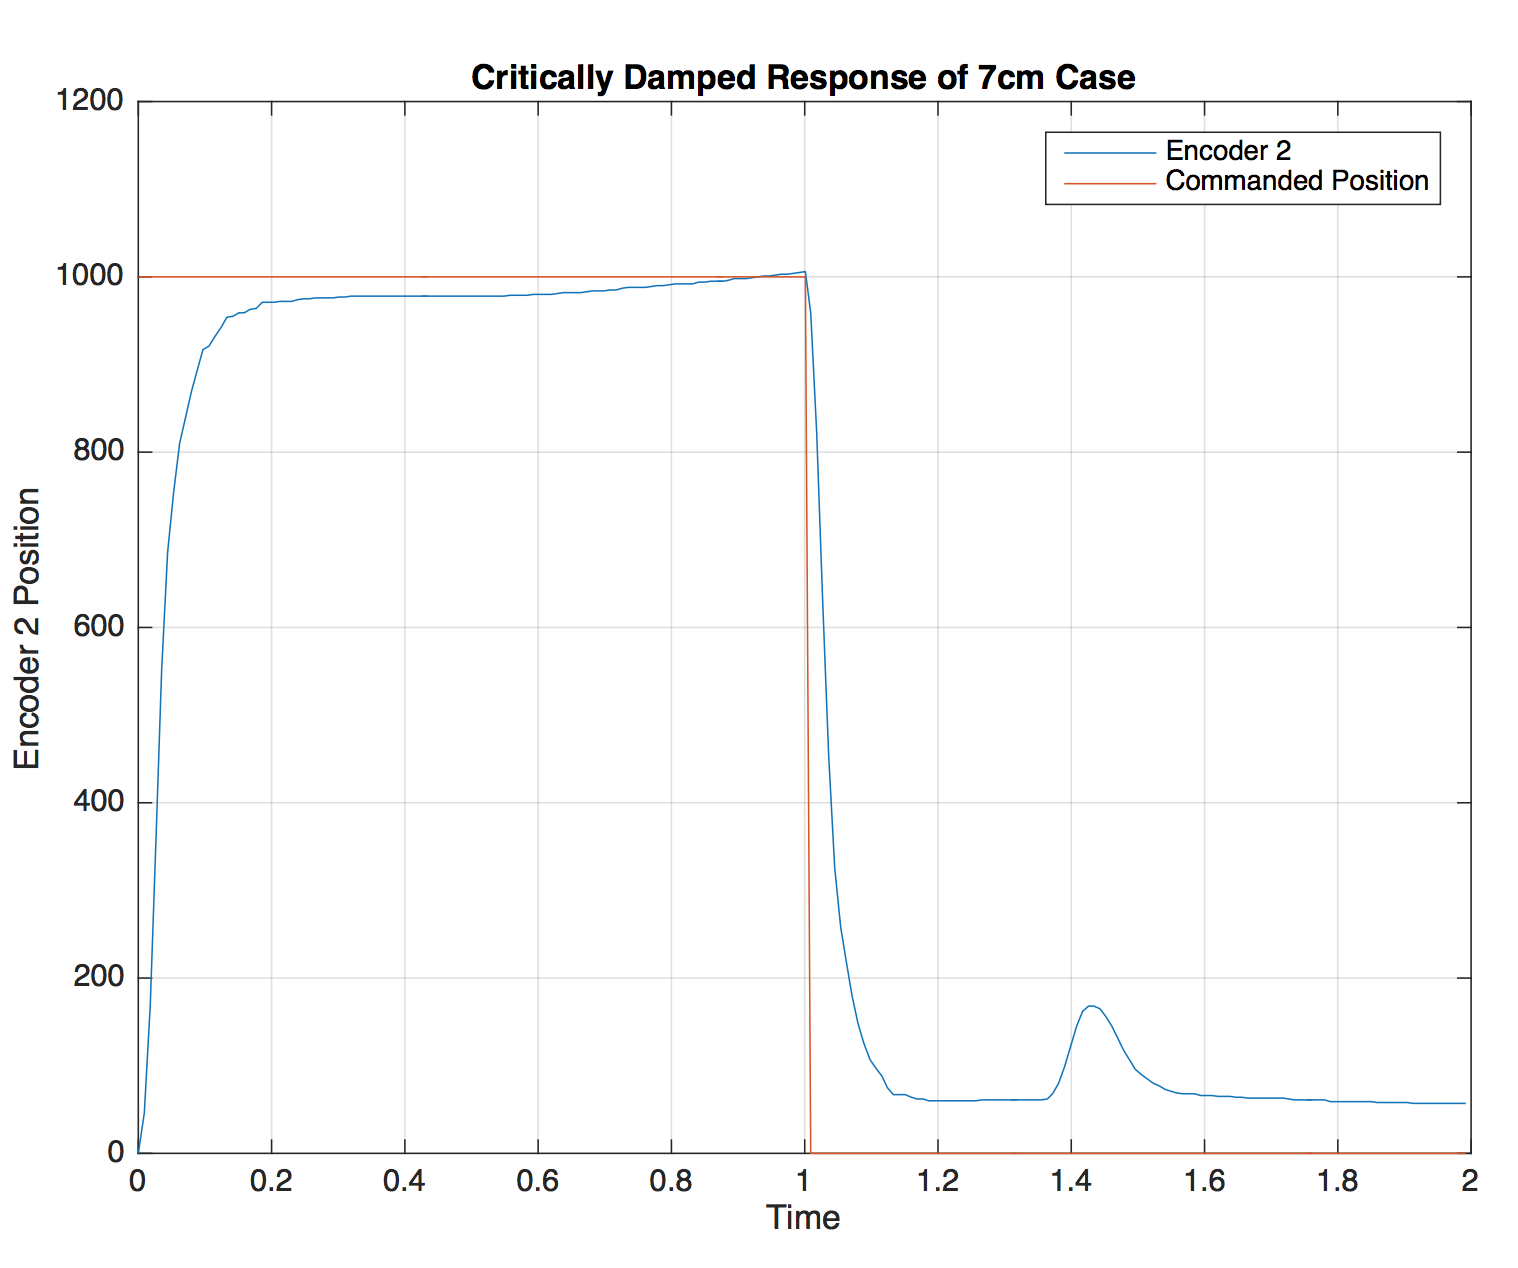 Critically Damped Response of 7cm Case
1200
1000
800
600
400
200
0
Encoder 2 Position
Encoder 2
Commanded Position
0 0.2 0.4 0.6 0.8 1 1.2 1.4 1.6 1.8 2
Time